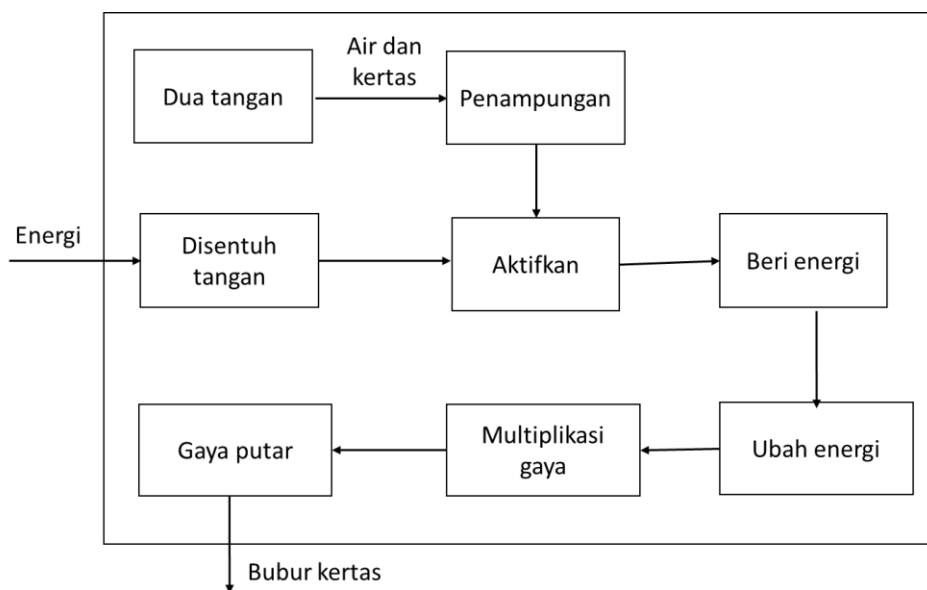 Air dan
kertas
Dua tangan
Penampungan
Energi
Disentuh
tangan
Aktifkan
Beri energi
Gaya putar
Multiplikasi
gaya
Ubah energi
Bubur kertas